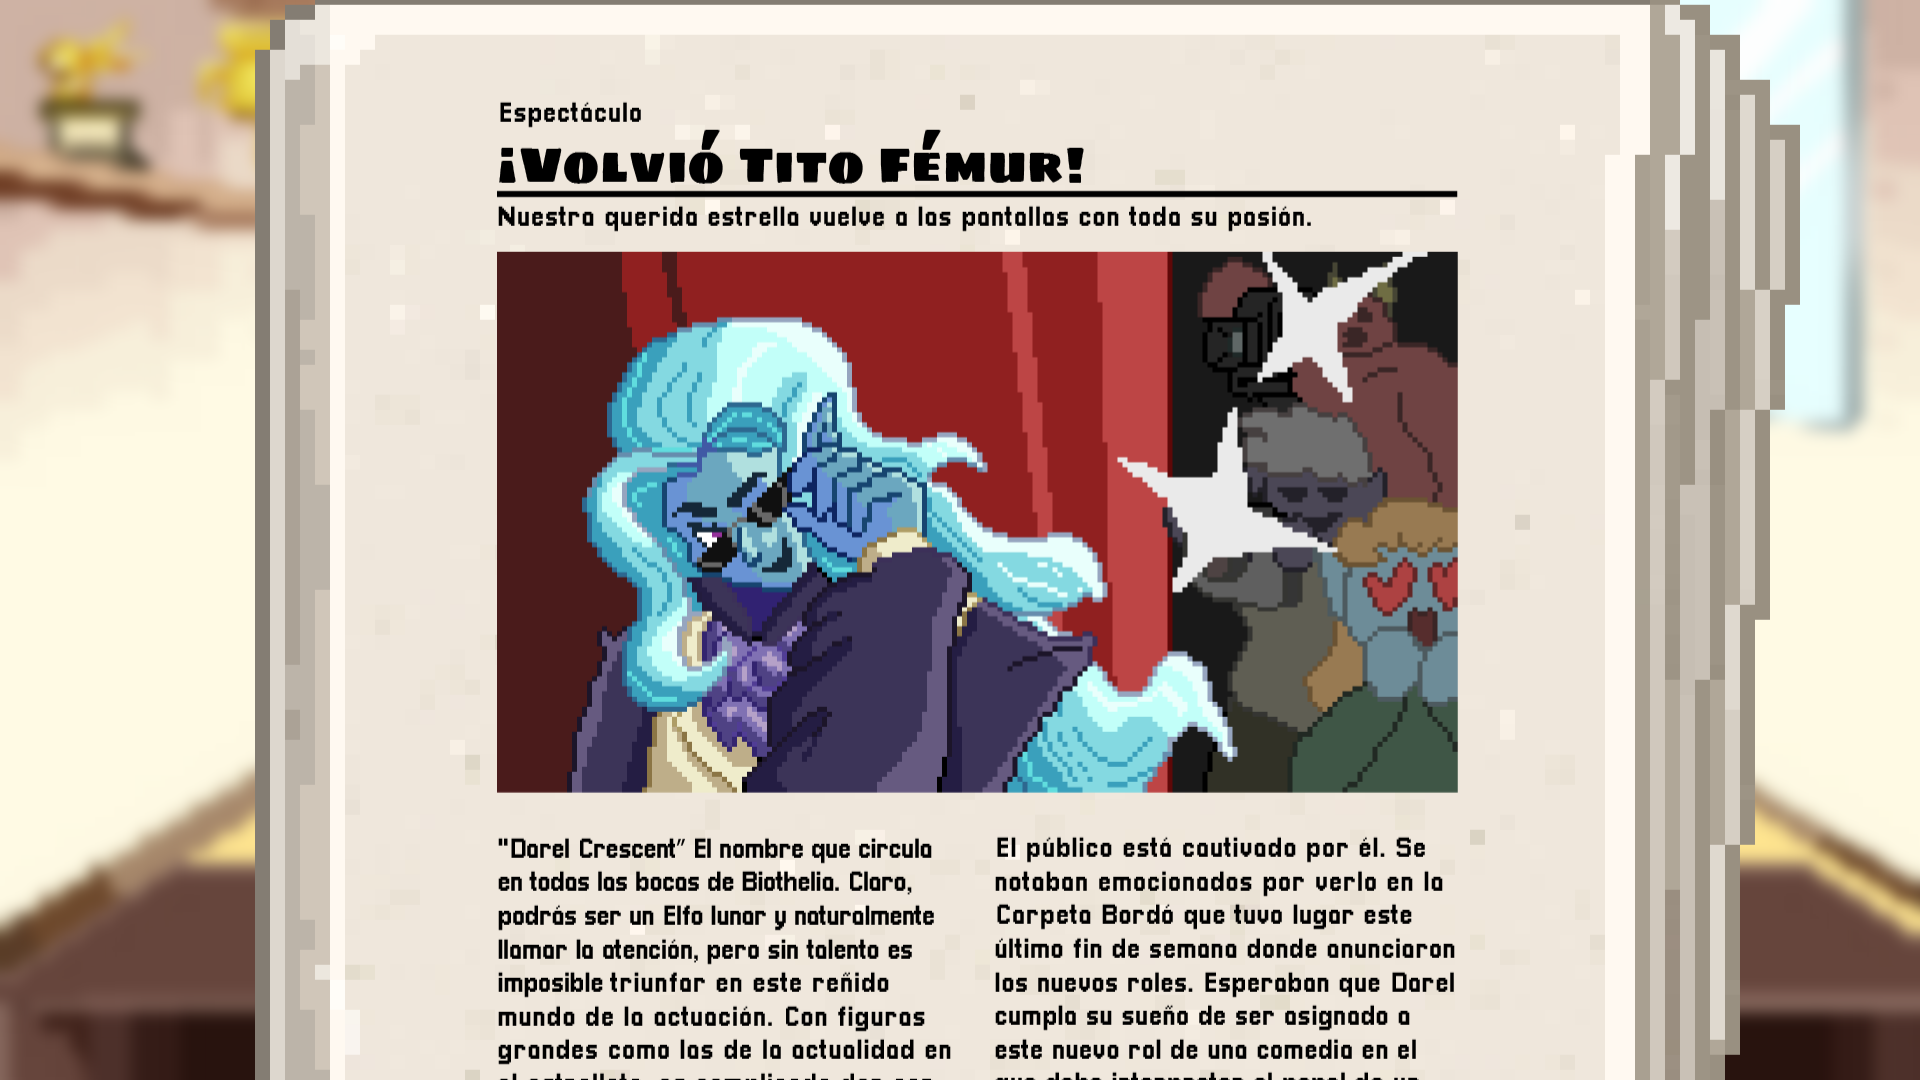 Espectáculo
¡Volvió Tito Fémur!
Nuestra querida estrella vuelve a las pantallas con toda su pasión.
"Darel Crescent" El nombre que circula
en todas las bocas de Biothelia. Claro,
podrás ser un Elfo lunar y naturalmente
llamar la atención, pero sin talento es
imposible triunfar en este reñido
mundo de la actuación. Con figuras
grandes como las de la actualidad en
El público está cautivado por él. Se
notaban emocionados por verlo en la
Carpeta Bordó que tuvo lugar este
último fin de semana donde anunciaron
los nuevos roles. Esperaban que Darel
cumpla su sueño de ser asignado a
este nuevo rol de una comedia en el